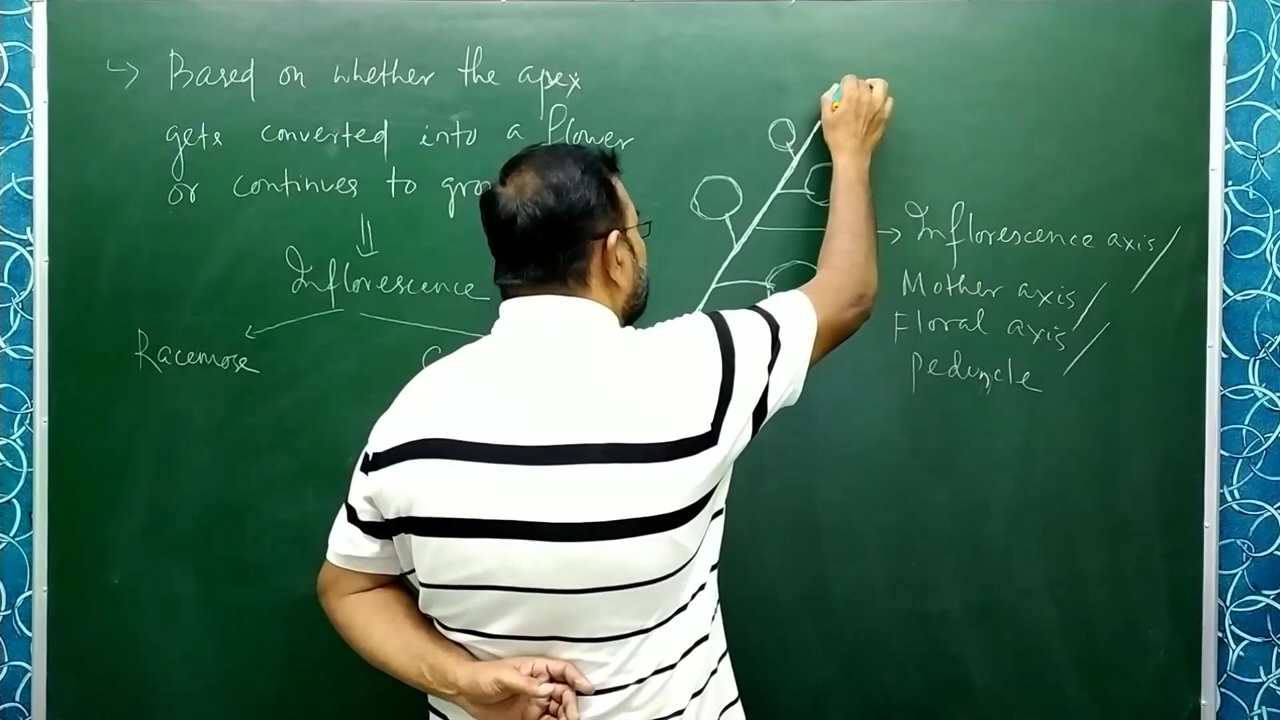 ↳ Based on whether the apex
gets converted into a flower
or continues to
Inflorescence
Racemose
Inflorescence axis/
Mother axis/
Floral axis/
peduncle